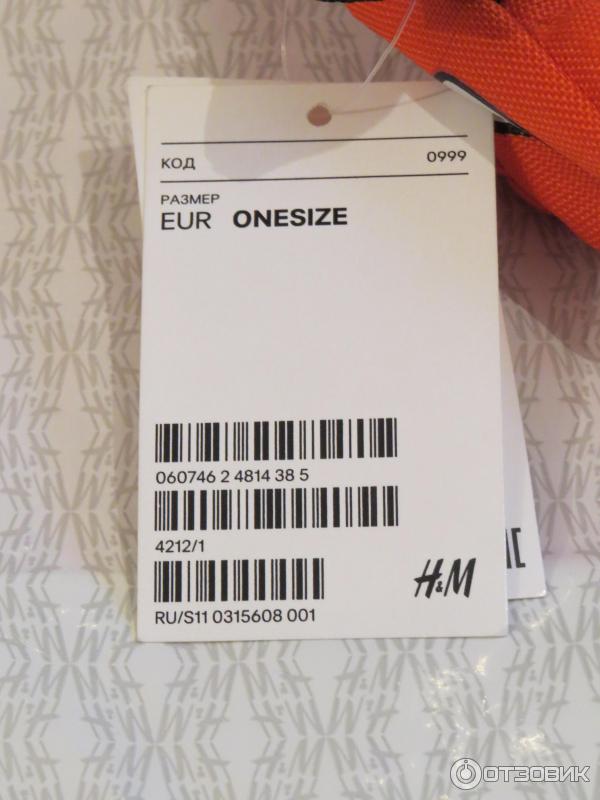 КОД 0999
РАЗМЕР
EUR ONESIZE
060746 2 4814 38 5
4212/1
H&M
RU/S11 0315608 001
ОТЗОВИК